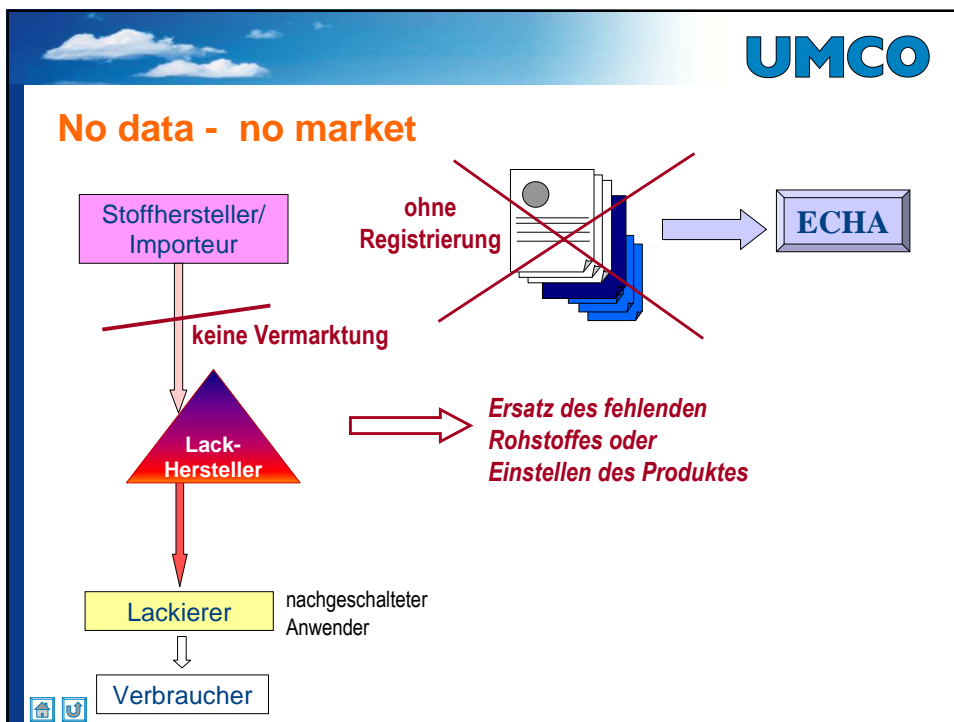 UMCO
No data - no market
Stoffhersteller/
Importeur
ohne
Registrierung
ECHA
keine Vermarktung
Lack-
Hersteller
Ersatz des fehlenden
Rohstoffes oder
Einstellen des Produktes
Lackierer
nachgeschalteter
Anwender
Verbraucher